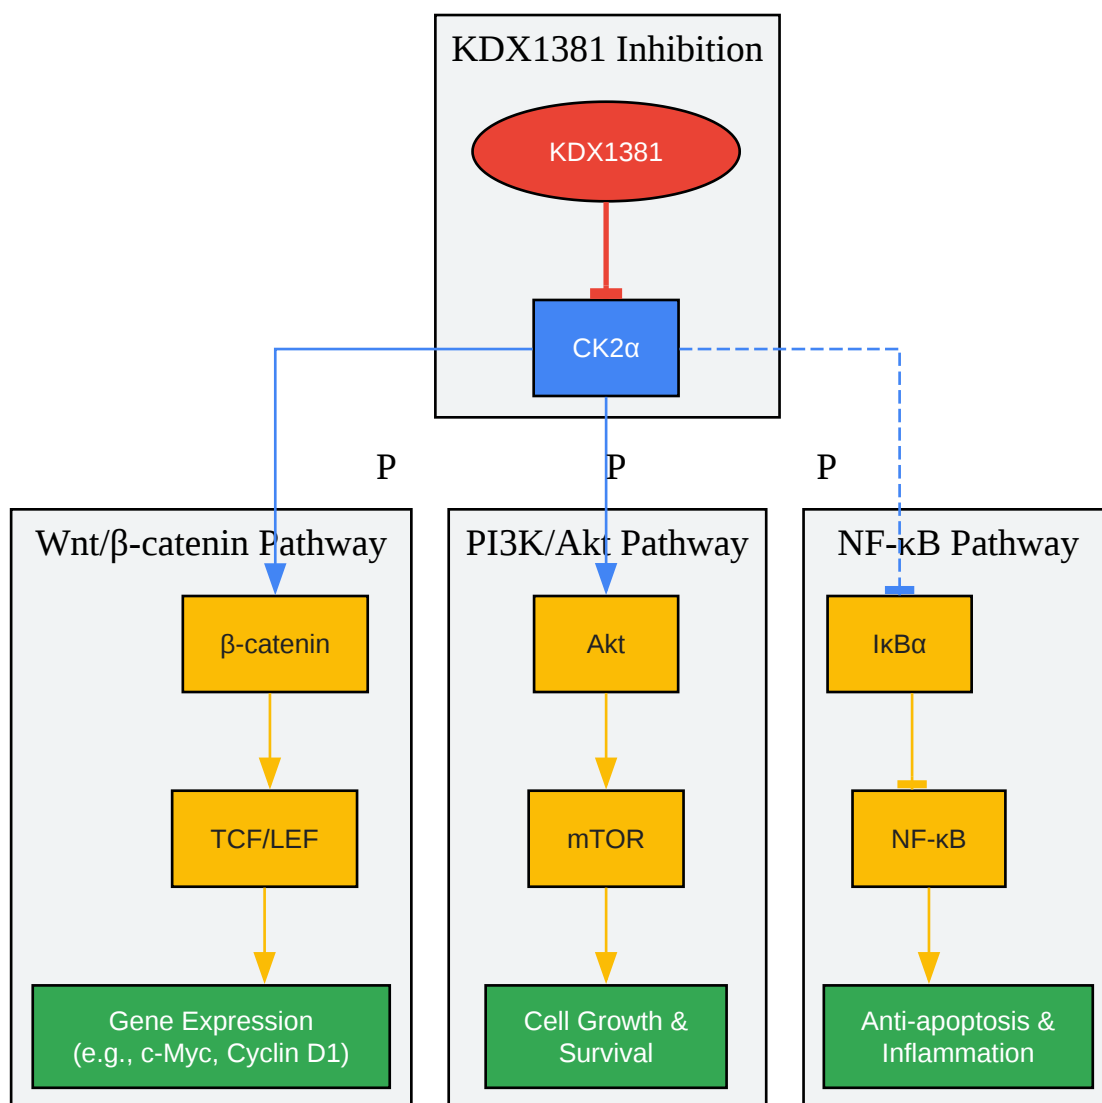 KDX1381 Inhibition
KDX1381
CK2α
P
P
P
Wnt/β-catenin Pathway
β-catenin
TCF/LEF
Gene Expression
(e.g., c-Myc, Cyclin D1)
PI3K/Akt Pathway
Akt
mTOR
Cell Growth &
Survival
NF-κB Pathway
IκBα
NF-κB
Anti-apoptosis &
Inflammation